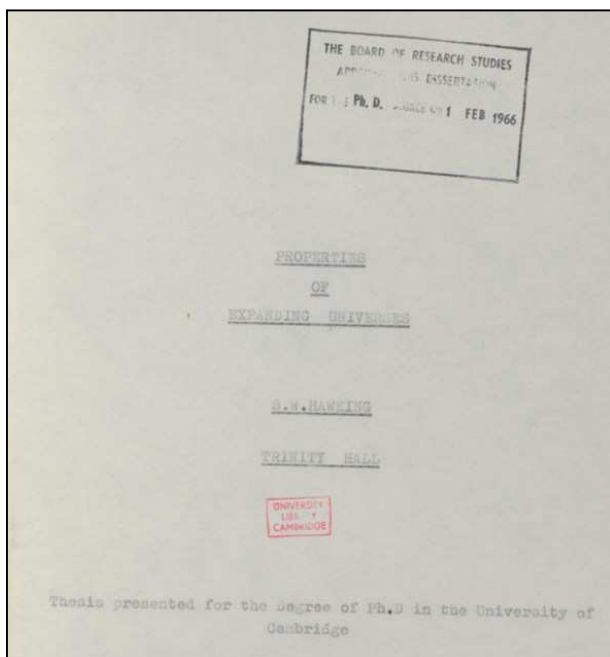 THE BOARD OF RESEARCH STUDIES
DISSERTATION
FOR Ph. D. 1 FEB 1966
PROPERTIES
OF
EXPANDING UNIVERSES
S.W.HAWKING
TRINITY HALL
UNIVERSITY
CAMBRIDGE
Thesis presented for the Degree of Ph.D in the University of
Cambridge